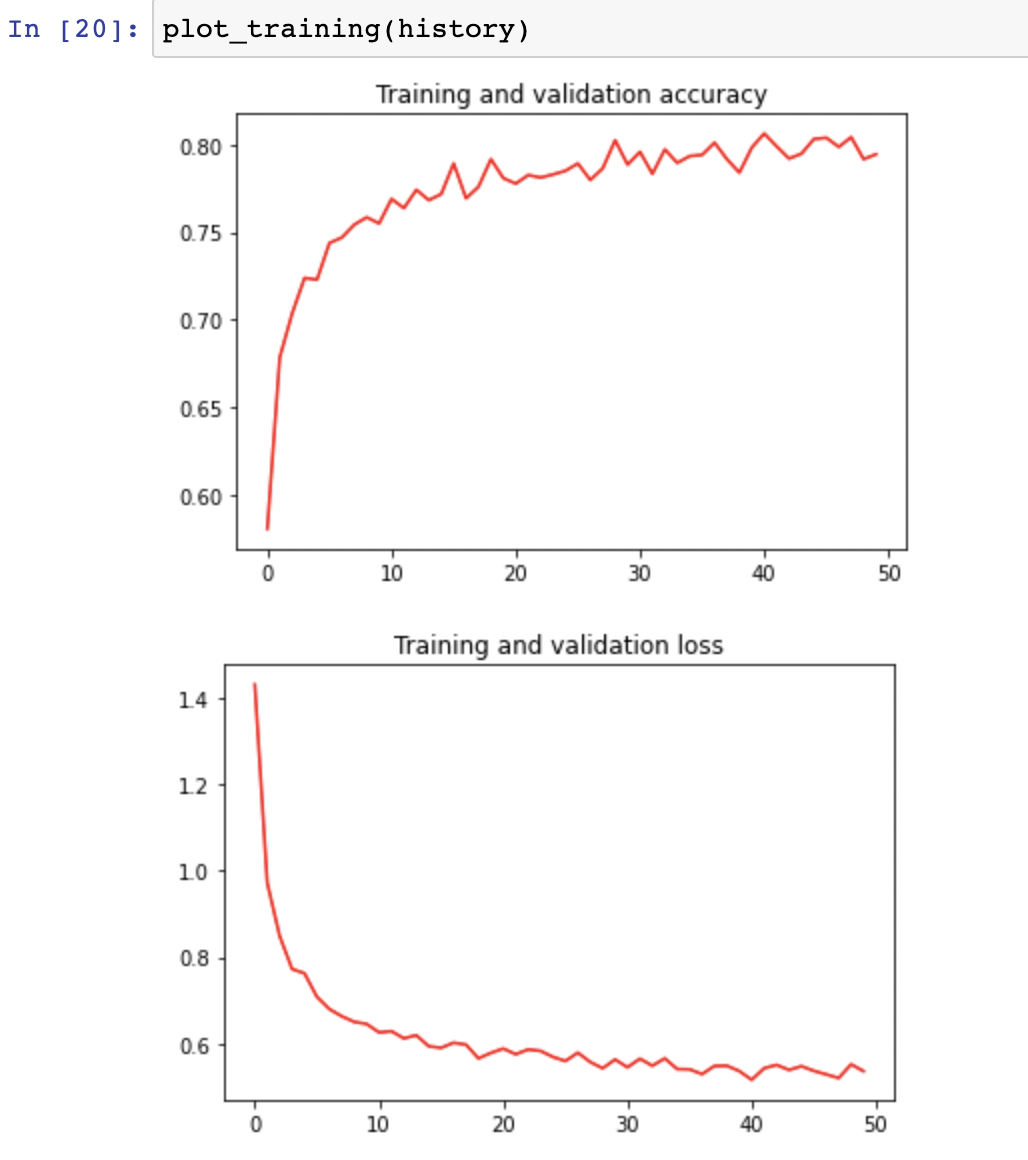 In [20]: plot_training(history)
Training and validation accuracy
0.80
0.75
0.70
0.65
0.60
0 10 20 30 40 50
Training and validation loss
1.4
1.2
1.0
0.8
0.6
0 10 20 30 40 50